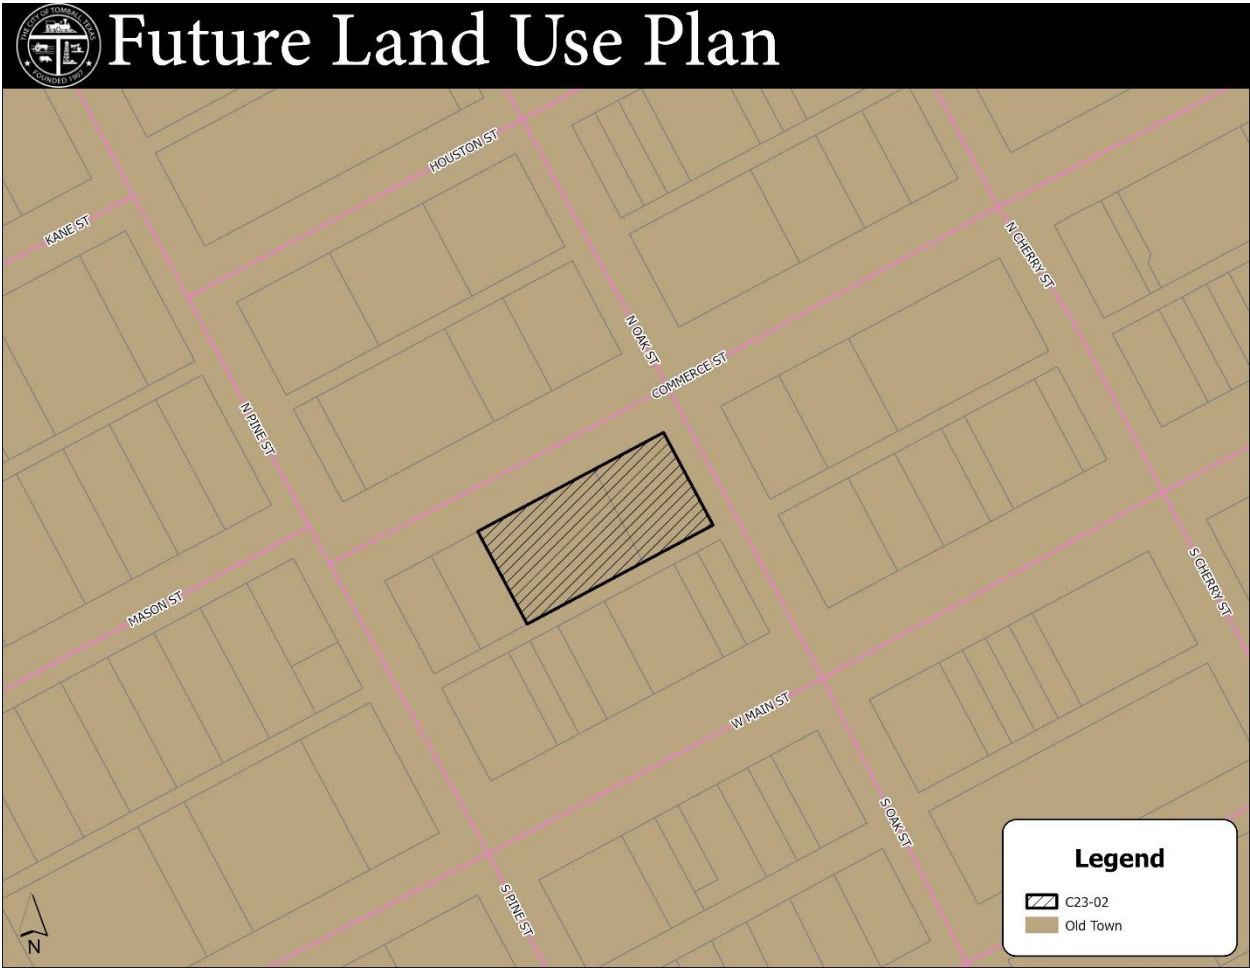 THE CITY OF TOMBALL, TEXAS
FOUNDED 1907
Future Land Use Plan
HOUSTON ST
KANE ST
N CHERRY ST
N OAK ST
COMMERCE ST
N PINE ST
S CHERRY ST
MASON ST
W MAIN ST
S OAK ST
S PINE ST
N
Legend
C23-02
Old Town